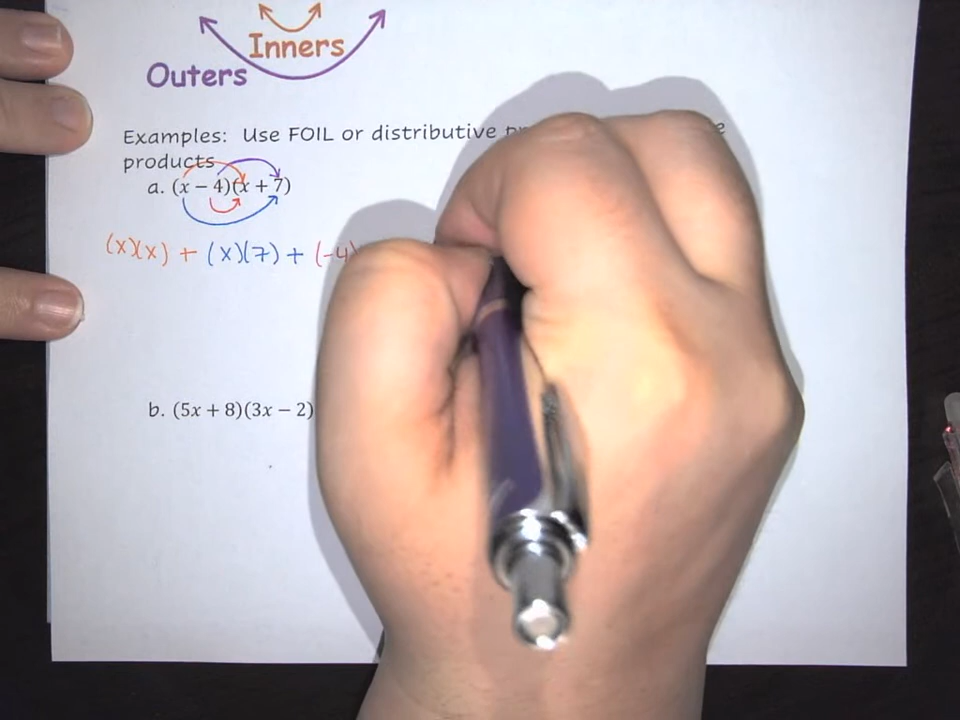 Inners
Outers
Examples: Use FOIL or distributive
products
a. (x − 4)(x + 7)
(x)(x) + (x)(7) + (-4)
b. (5x + 8)(3x − 2)